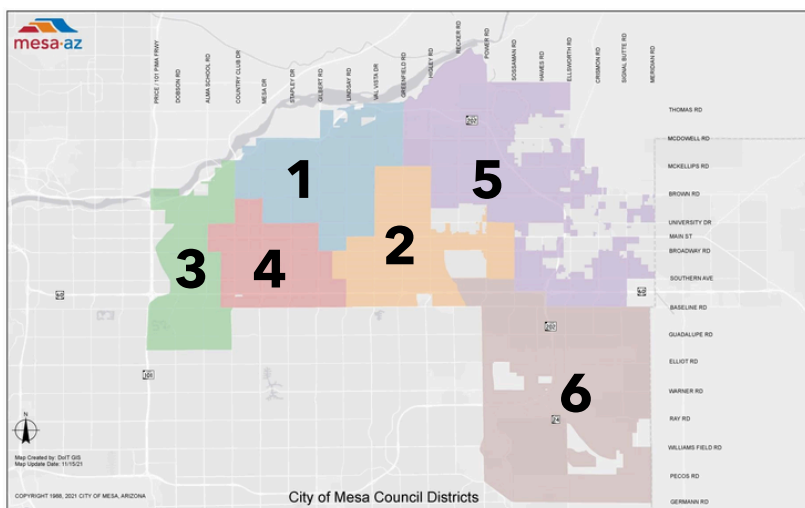 mesa·az
PRICE / 101 PIMA FRWY
DOBSON RD
ALMA SCHOOL RD
COUNTRY CLUB DR
MESA DR
STAPLEY DR
GILBERT RD
LINDSAY RD
VAL VISTA DR
GREENFIELD RD
HIGLEY RD
RECKER RD
POWER RD
SOSSAMAN RD
HAWES RD
ELLSWORTH RD
CRISMON RD
SIGNAL BUTTE RD
MERIDIAN RD
THOMAS RD
MCDOWELL RD
MCKELLIPS RD
BROWN RD
UNIVERSITY DR
MAIN ST
BROADWAY RD
SOUTHERN AVE
BASELINE RD
GUADALUPE RD
ELLIOT RD
WARNER RD
RAY RD
WILLIAMS FIELD RD
PECOS RD
GERMANN RD
202
1
5
2
3
4
202
6
101
24
N
Map Created by: DoIT GIS
Map Update Date: 11/15/21
COPYRIGHT 1988, 2021 CITY OF MESA, ARIZONA
City of Mesa Council Districts